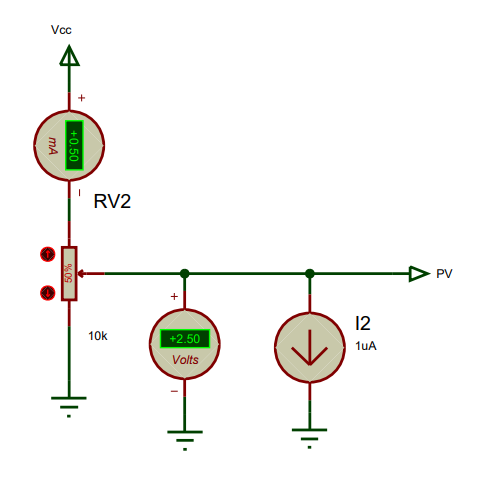 Vcc
+
+0.50
mA
−
RV2
50%
PV
+
+2.50
Volts
−
I2
1uA
10k